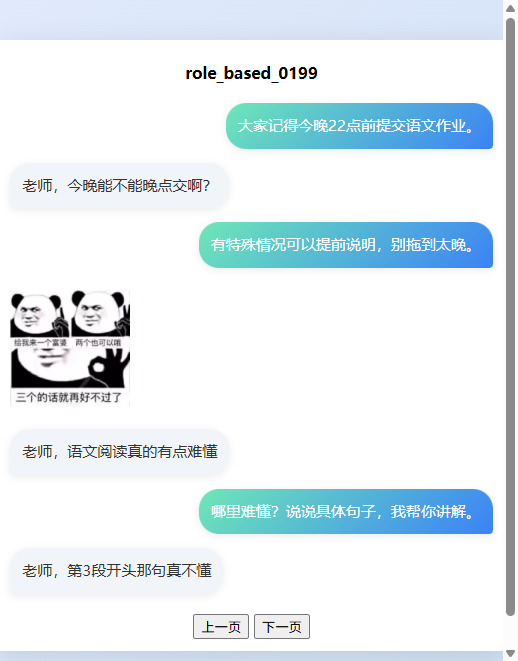 role_based_0199
大家记得今晚22点前提交语文作业。
老师，今晚能不能晚点交啊？
有特殊情况可以提前说明，别拖到太晚。
给我来一个富婆 两个也可以哦
三个的话就再好不过了
老师，语文阅读真的有点难懂
哪里难懂？说说具体句子，我帮你讲解。
老师，第3段开头那句真不懂
上一页 下一页